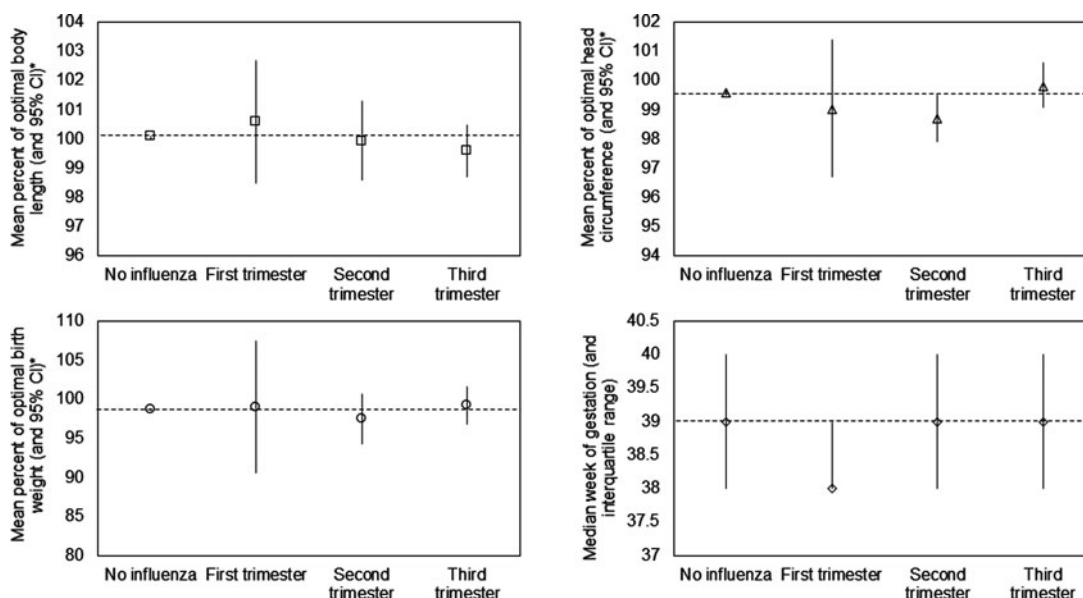 Mean percent of optimal body
length (and 95% CI)*
104
103
102
101
100
99
98
97
96
No influenza First trimester Second
trimester Third
trimester
Mean percent of optimal head
circumference (and 95% CI)*
102
101
100
99
98
97
96
95
94
No influenza First trimester Second
trimester Third
trimester
Mean percent of optimal birth
weight (and 95% CI)*
110
105
100
95
90
85
80
No influenza First trimester Second
trimester Third
trimester
Median week of gestation (and
interquartile range)
40.5
40
39.5
39
38.5
38
37.5
37
No influenza First trimester Second
trimester Third
trimester